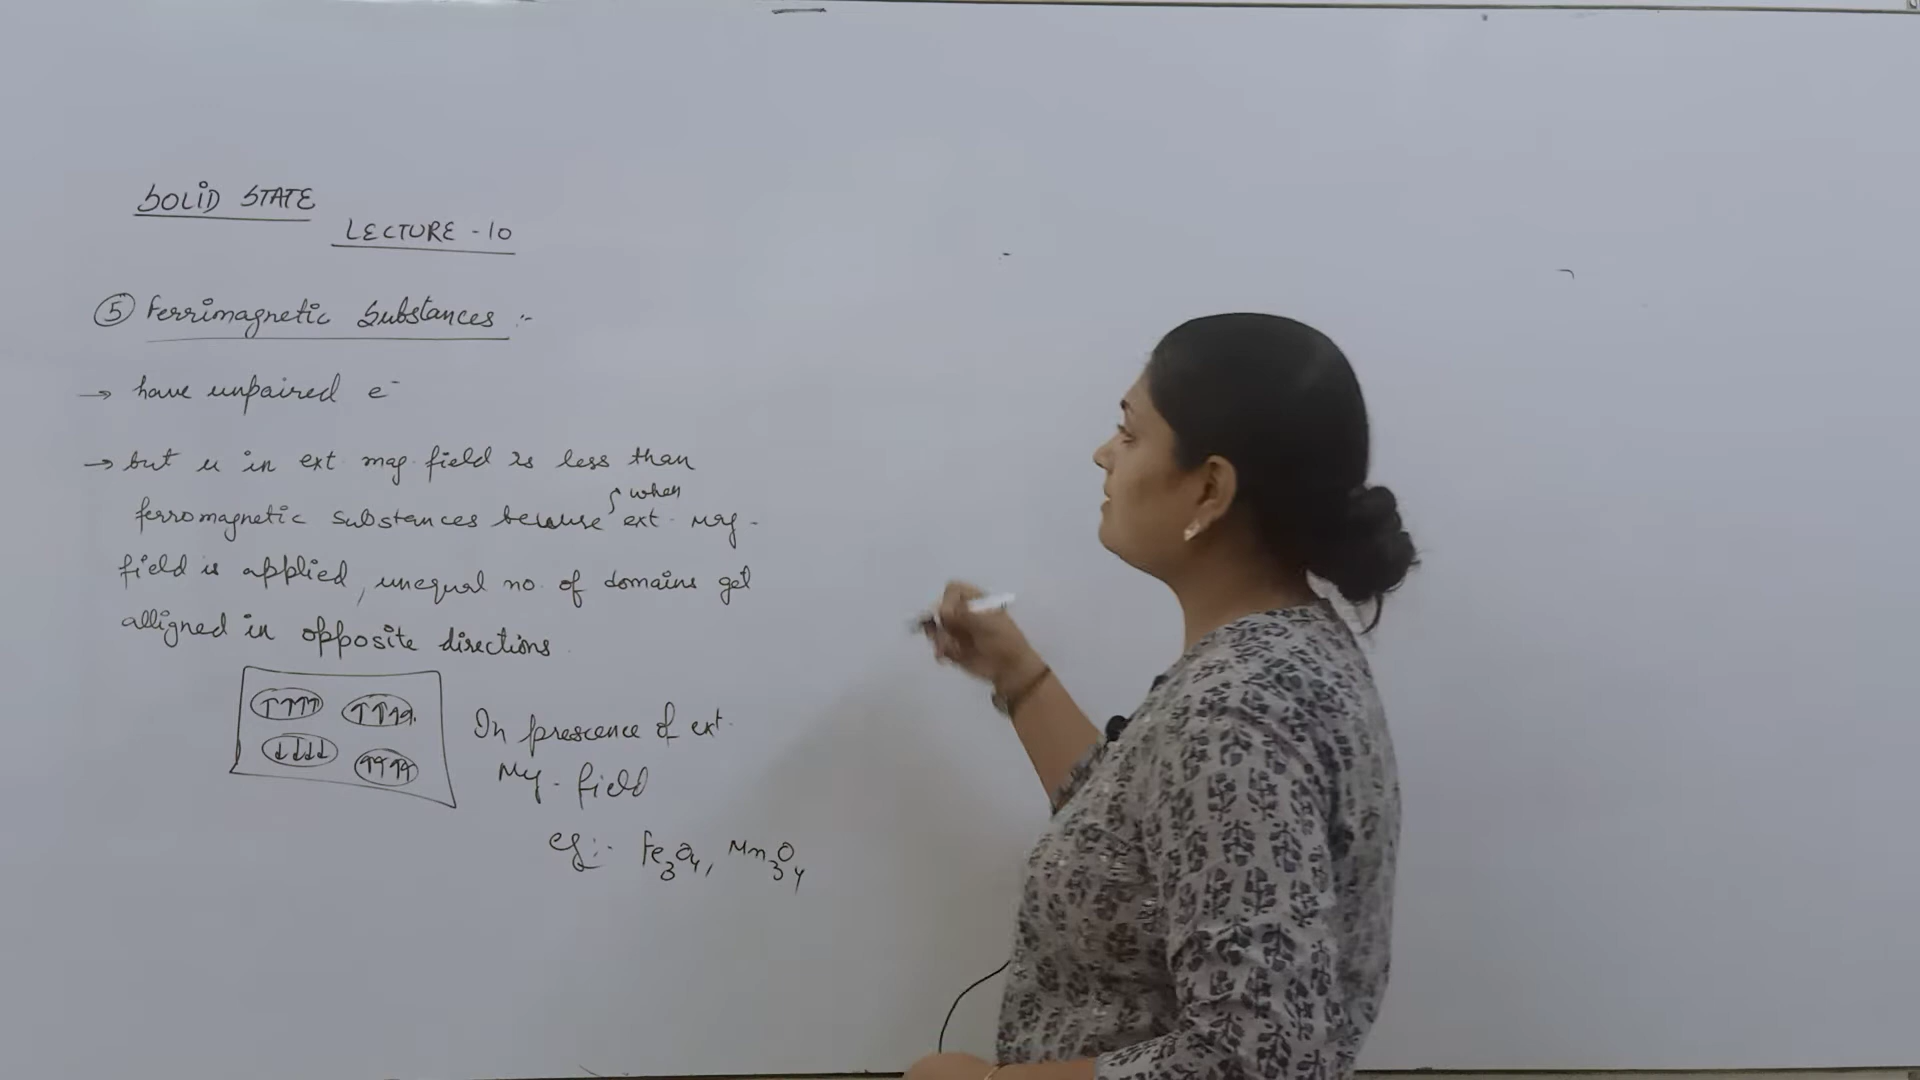 SOLID STATE
LECTURE - 10
⑤ Ferrimagnetic Substances :-
→ have unpaired e⁻
→ but u in ext. mag. field is less than
when
ferromagnetic substances because ext. mag.
field is applied, unequal no. of domains get
alligned in opposite directions.
↑↑↑↑ ↑↑↑↑
↓↓↓↓ ↑↑↑↑
In prescence of ext.
Mg. field
eg:- Fe₃O₄, Mn₃O₄